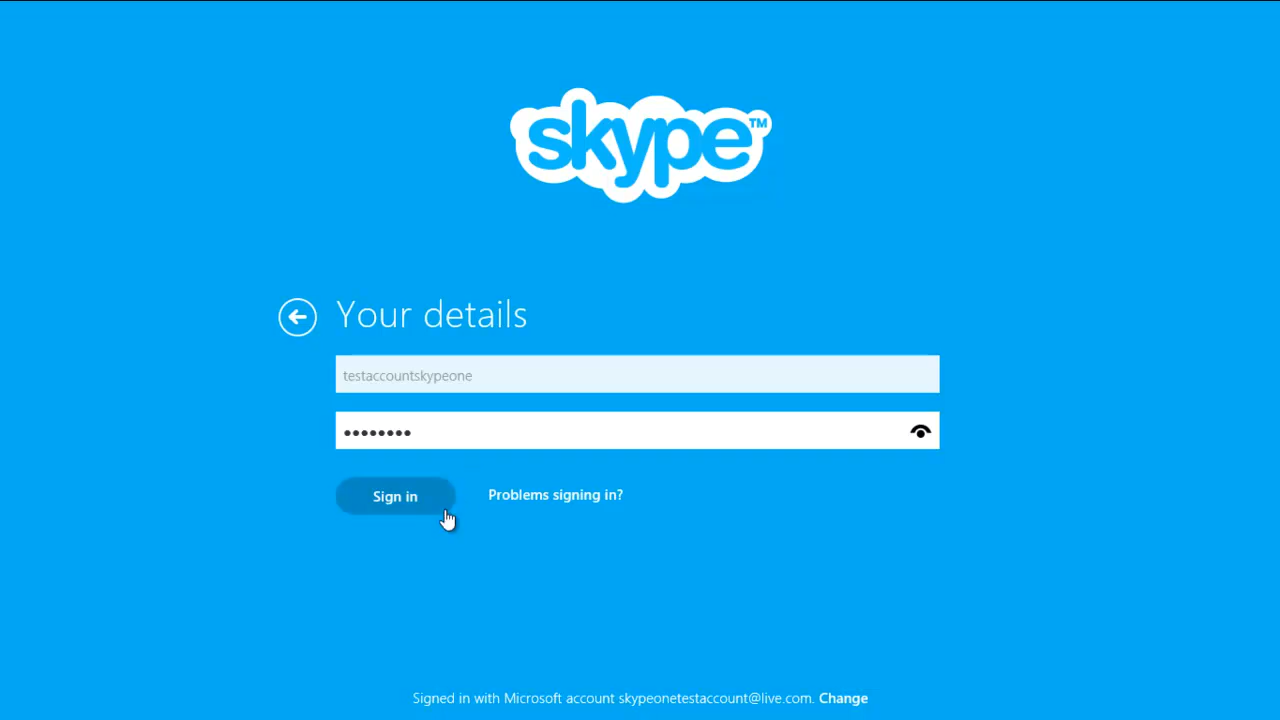 skype™
Your details
testaccountskypeone
••••••••
Sign in
Problems signing in?
Signed in with Microsoft account skypeonetestaccount@live.com. Change